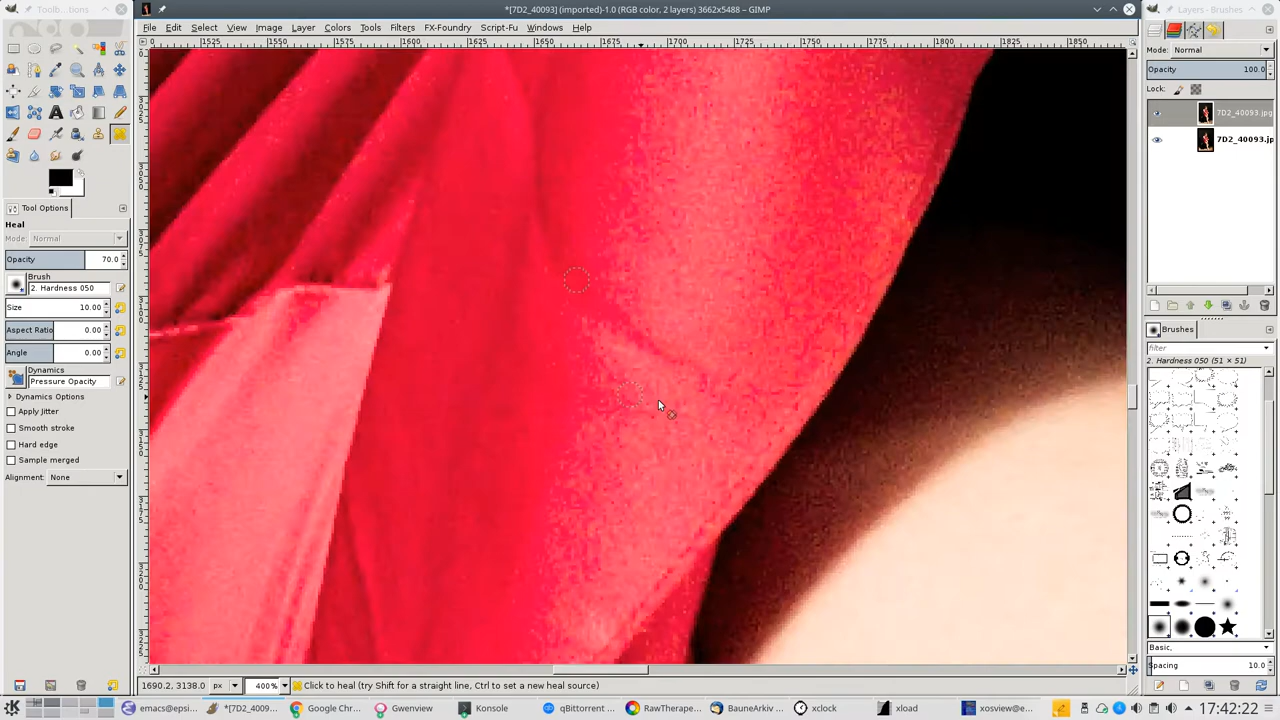 Toolb...
*[7D2_40093] (imported)-1.0 (RGB color, 2 layers) 3662x5488 – GIMP
Layers - Brushes
File Edit Select View Image Layer Colors Tools Filters FX-Foundry Script-Fu Windows Help
1525 1550 1575 1600 1625 1650 1675 1700 1725 1750 1775 1800 1825 1850
Mode: Normal
Opacity 100.0
Lock:
7D2_40093.jpg
7D2_40093.jp
Tool Options
Heal
Mode: Normal
Opacity 70.0
Brush
2. Hardness 050
Size 10.00
Aspect Ratio 0.00
Angle 0.00
Dynamics
Pressure Opacity
Dynamics Options
Apply Jitter
Smooth stroke
Hard edge
Sample merged
Alignment: None
Brushes
filter
2. Hardness 050 (51 × 51)
Basic,
Spacing 10.0
1690.2, 3138.0 px 400% Click to heal (try Shift for a straight line, Ctrl to set a new heal source)
emacs@epsi... *[7D2_4009... Google Chr... Gwenview Konsole qBittorrent ... RawTherape... BauneArkiv ... xclock xload xosview@e... 17:42:22